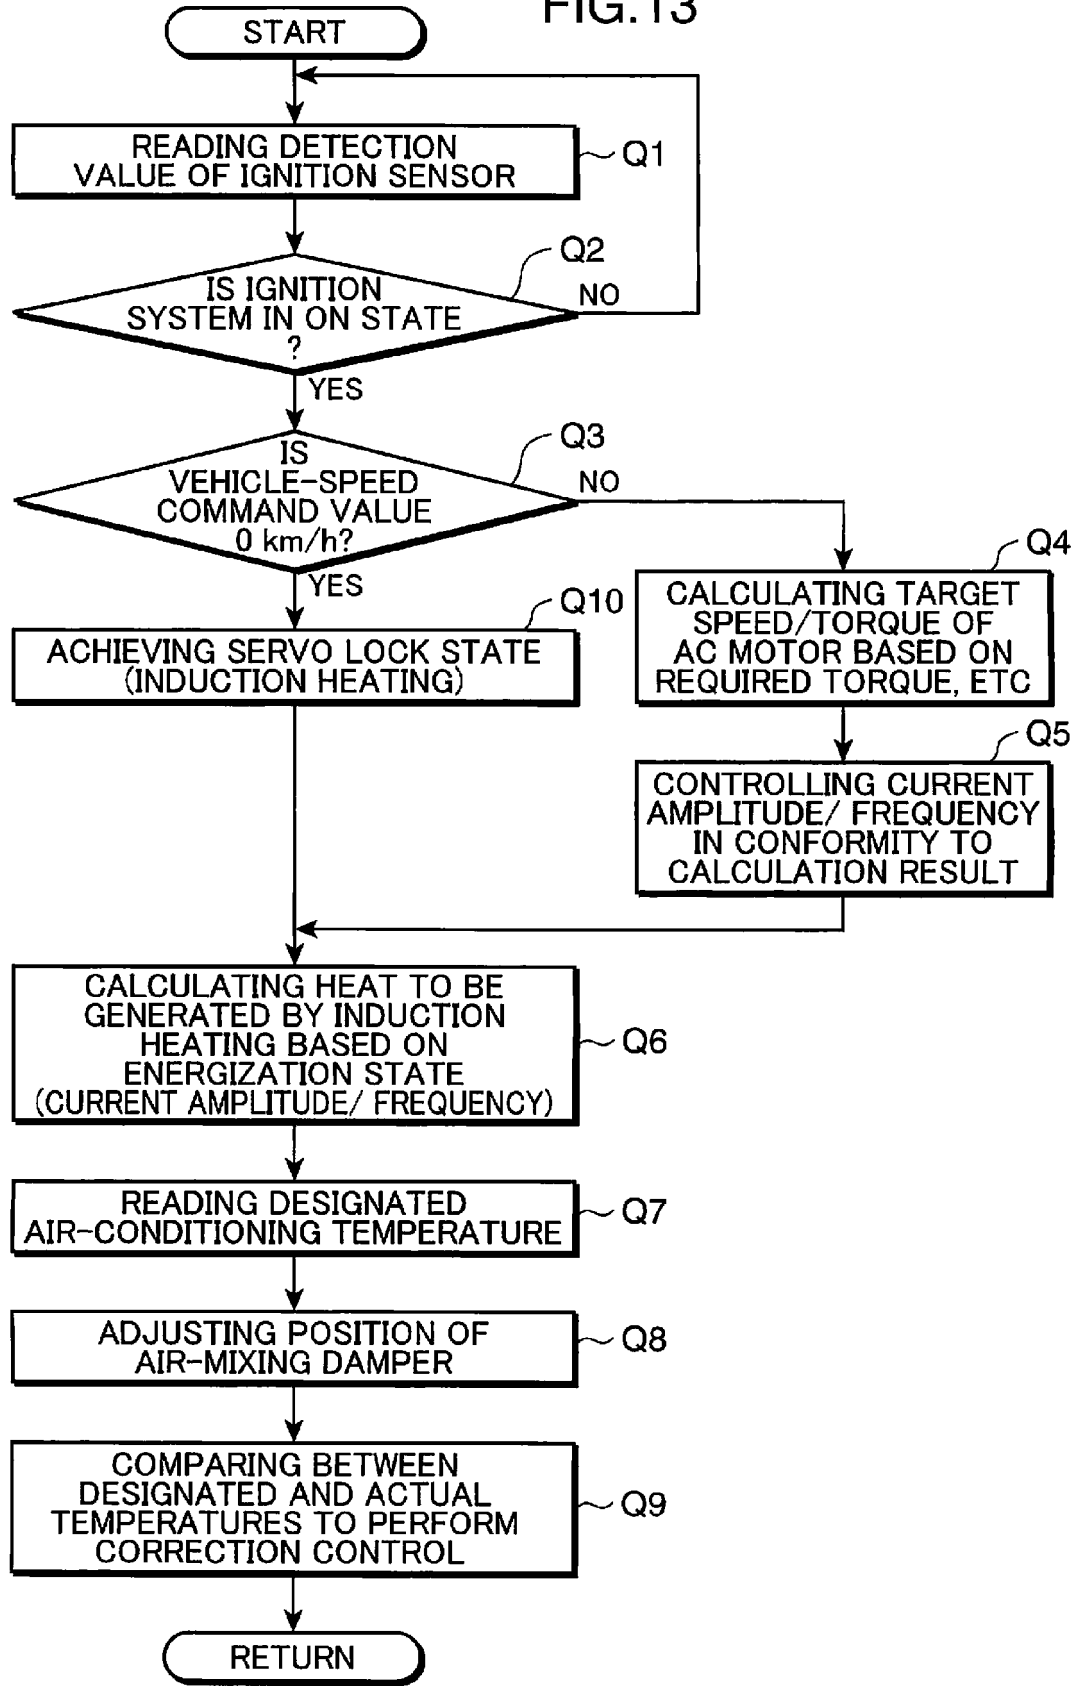 FIG.13
START
READING DETECTION
VALUE OF IGNITION SENSOR
Q1
Q2
IS IGNITION
SYSTEM IN ON STATE
?
NO
YES
Q3
IS
VEHICLE-SPEED
COMMAND VALUE
0 km/h?
NO
YES
Q4
CALCULATING TARGET
SPEED/TORQUE OF
AC MOTOR BASED ON
REQUIRED TORQUE, ETC
Q10
ACHIEVING SERVO LOCK STATE
(INDUCTION HEATING)
Q5
CONTROLLING CURRENT
AMPLITUDE/ FREQUENCY
IN CONFORMITY TO
CALCULATION RESULT
CALCULATING HEAT TO BE
GENERATED BY INDUCTION
HEATING BASED ON
ENERGIZATION STATE
(CURRENT AMPLITUDE/ FREQUENCY)
Q6
READING DESIGNATED
AIR-CONDITIONING TEMPERATURE
Q7
ADJUSTING POSITION OF
AIR-MIXING DAMPER
Q8
COMPARING BETWEEN
DESIGNATED AND ACTUAL
TEMPERATURES TO PERFORM
CORRECTION CONTROL
Q9
RETURN